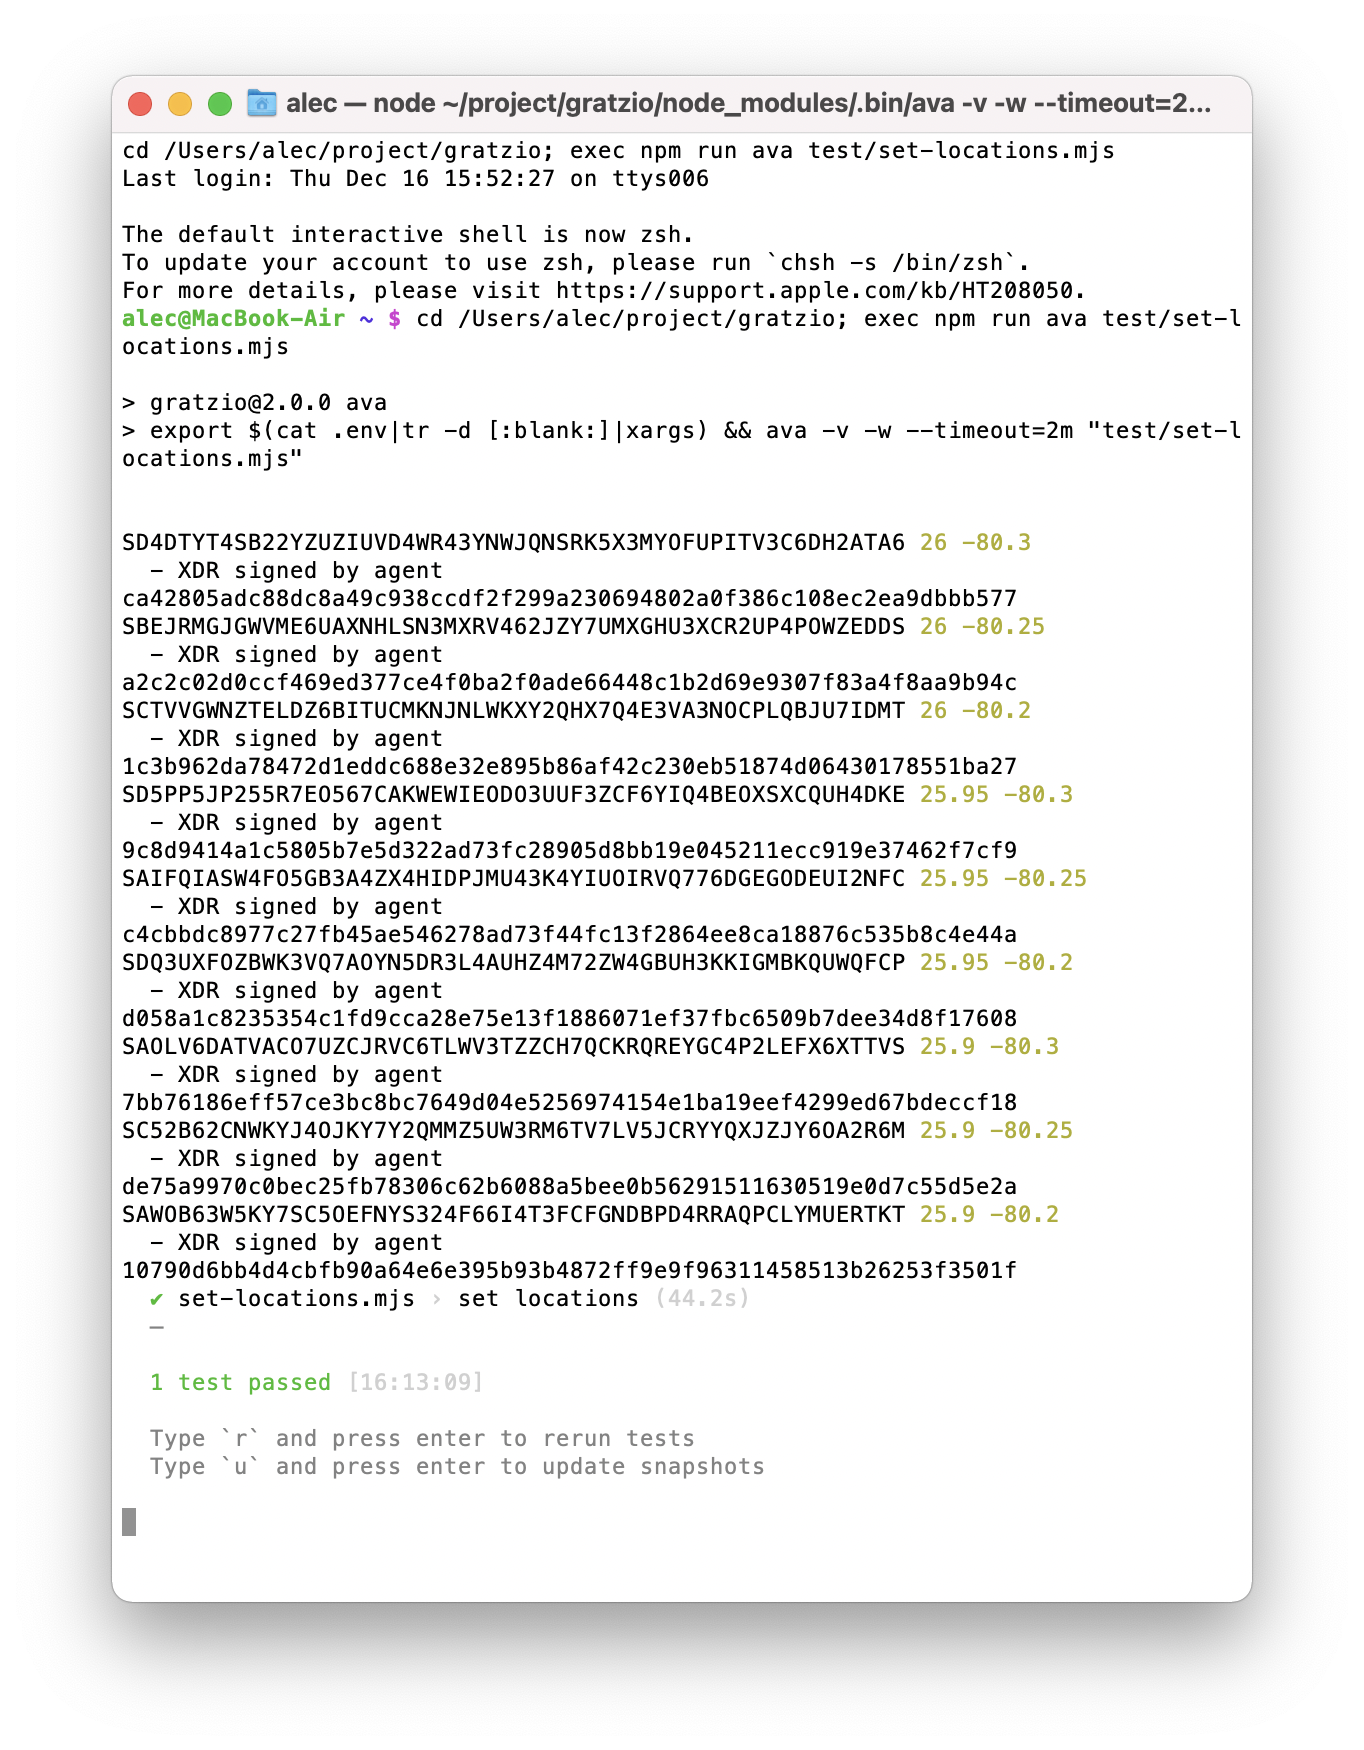 alec — node ~/project/gratzio/node_modules/.bin/ava -v -w --timeout=2...
cd /Users/alec/project/gratzio; exec npm run ava test/set-locations.mjs
Last login: Thu Dec 16 15:52:27 on ttys006
The default interactive shell is now zsh.
To update your account to use zsh, please run `chsh -s /bin/zsh`.
For more details, please visit https://support.apple.com/kb/HT208050.
alec@MacBook-Air ~ $ cd /Users/alec/project/gratzio; exec npm run ava test/set-l
ocations.mjs
> gratzio@2.0.0 ava
> export $(cat .env|tr -d [:blank:]|xargs) && ava -v -w --timeout=2m "test/set-l
ocations.mjs"
SD4DTYT4SB22YZUZIUVD4WR43YNWJQNSRK5X3MYOFUPITV3C6DH2ATA6 26 -80.3
– XDR signed by agent
ca42805adc88dc8a49c938ccdf2f299a230694802a0f386c108ec2ea9dbbb577
SBEJRMGJGWVME6UAXNHLSN3MXRV462JZY7UMXGHU3XCR2UP4POWZEDDS 26 -80.25
– XDR signed by agent
a2c2c02d0ccf469ed377ce4f0ba2f0ade66448c1b2d69e9307f83a4f8aa9b94c
SCTVVGWNZTELDZ6BITUCMKNJNLWKXY2QHX7Q4E3VA3NOCPLQBJU7IDMT 26 -80.2
– XDR signed by agent
1c3b962da78472d1eddc688e32e895b86af42c230eb51874d06430178551ba27
SD5PP5JP255R7EO567CAKWEWIEODO3UUF3ZCF6YIQ4BEOXSXCQUH4DKE 25.95 -80.3
– XDR signed by agent
9c8d9414a1c5805b7e5d322ad73fc28905d8bb19e045211ecc919e37462f7cf9
SAIFQIASW4FO5GB3A4ZX4HIDPJMU43K4YIUOIRVQ776DGEGODEUI2NFC 25.95 -80.25
– XDR signed by agent
c4cbbdc8977c27fb45ae546278ad73f44fc13f2864ee8ca18876c535b8c4e44a
SDQ3UXFOZBWK3VQ7AOYN5DR3L4AUHZ4M72ZW4GBUH3KKIGMBKQUWQFCP 25.95 -80.2
– XDR signed by agent
d058a1c8235354c1fd9cca28e75e13f1886071ef37fbc6509b7dee34d8f17608
SAOLV6DATVACO7UZCJRVC6TLWV3TZZCH7QCKRQREYGC4P2LEFX6XTTVS 25.9 -80.3
– XDR signed by agent
7bb76186eff57ce3bc8bc7649d04e5256974154e1ba19eef4299ed67bdeccf18
SC52B62CNWKYJ4OJKY7Y2QMMZ5UW3RM6TV7LV5JCRYYQXJZJY6OA2R6M 25.9 -80.25
– XDR signed by agent
de75a9970c0bec25fb78306c62b6088a5bee0b56291511630519e0d7c55d5e2a
SAWOB63W5KY7SC5OEFNYS324F66I4T3FCFGNDBPD4RRAQPCLYMUERTKT 25.9 -80.2
– XDR signed by agent
10790d6bb4d4cbfb90a64e6e395b93b4872ff9e9f96311458513b26253f3501f
✔ set-locations.mjs › set locations (44.2s)
─
1 test passed [16:13:09]
Type `r` and press enter to rerun tests
Type `u` and press enter to update snapshots